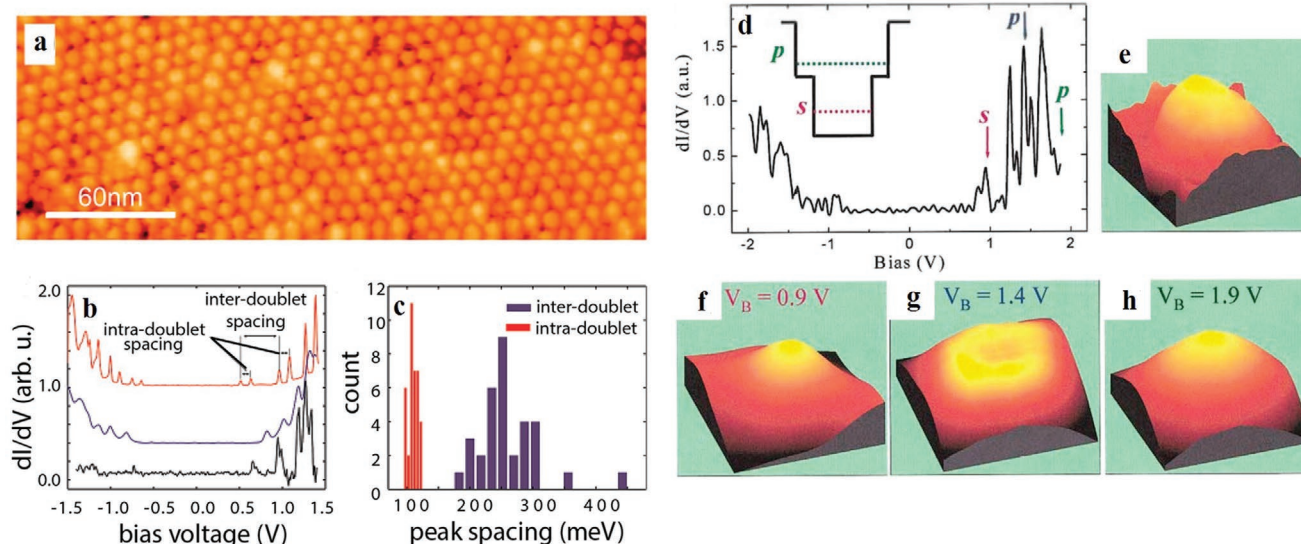 a
60nm
b
2.0
1.0
0.0
dI/dV (arb. u.)
inter-doublet
spacing
intra-doublet
spacing
-1.5 -1.0 -0.5 0.0 0.5 1.0 1.5
bias voltage (V)
c
12
10
8
6
4
2
0
count
inter-doublet
intra-doublet
100 200 300 400
peak spacing (meV)
d
1.5
1.0
0.5
0.0
dI/dV (a.u.)
p
s
s
p
p
-2 -1 0 1 2
Bias (V)
e
f
V_B = 0.9 V
g
V_B = 1.4 V
h
V_B = 1.9 V